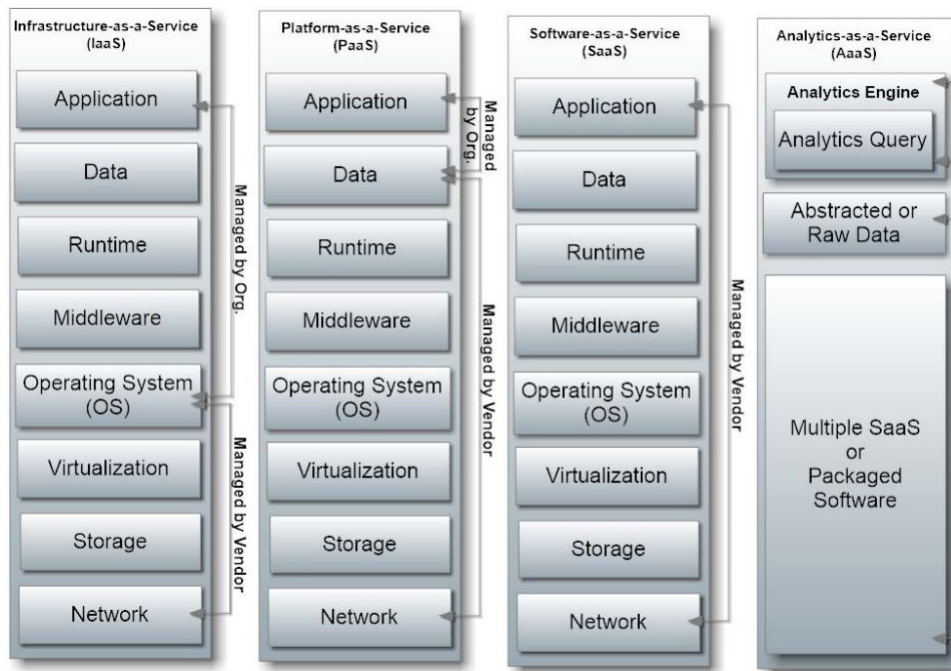 Infrastructure-as-a-Service
(IaaS)
Application
Data
Runtime
Middleware
Operating System
(OS)
Virtualization
Storage
Network
Managed by Org.
Managed by Vendor
Platform-as-a-Service
(PaaS)
Application
Data
Runtime
Middleware
Operating System
(OS)
Virtualization
Storage
Network
Managed
by Org.
Managed by Vendor
Software-as-a-Service
(SaaS)
Application
Data
Runtime
Middleware
Operating System
(OS)
Virtualization
Storage
Network
Managed by Vendor
Analytics-as-a-Service
(AaaS)
Analytics Engine
Analytics Query
Abstracted or
Raw Data
Multiple SaaS
or
Packaged
Software